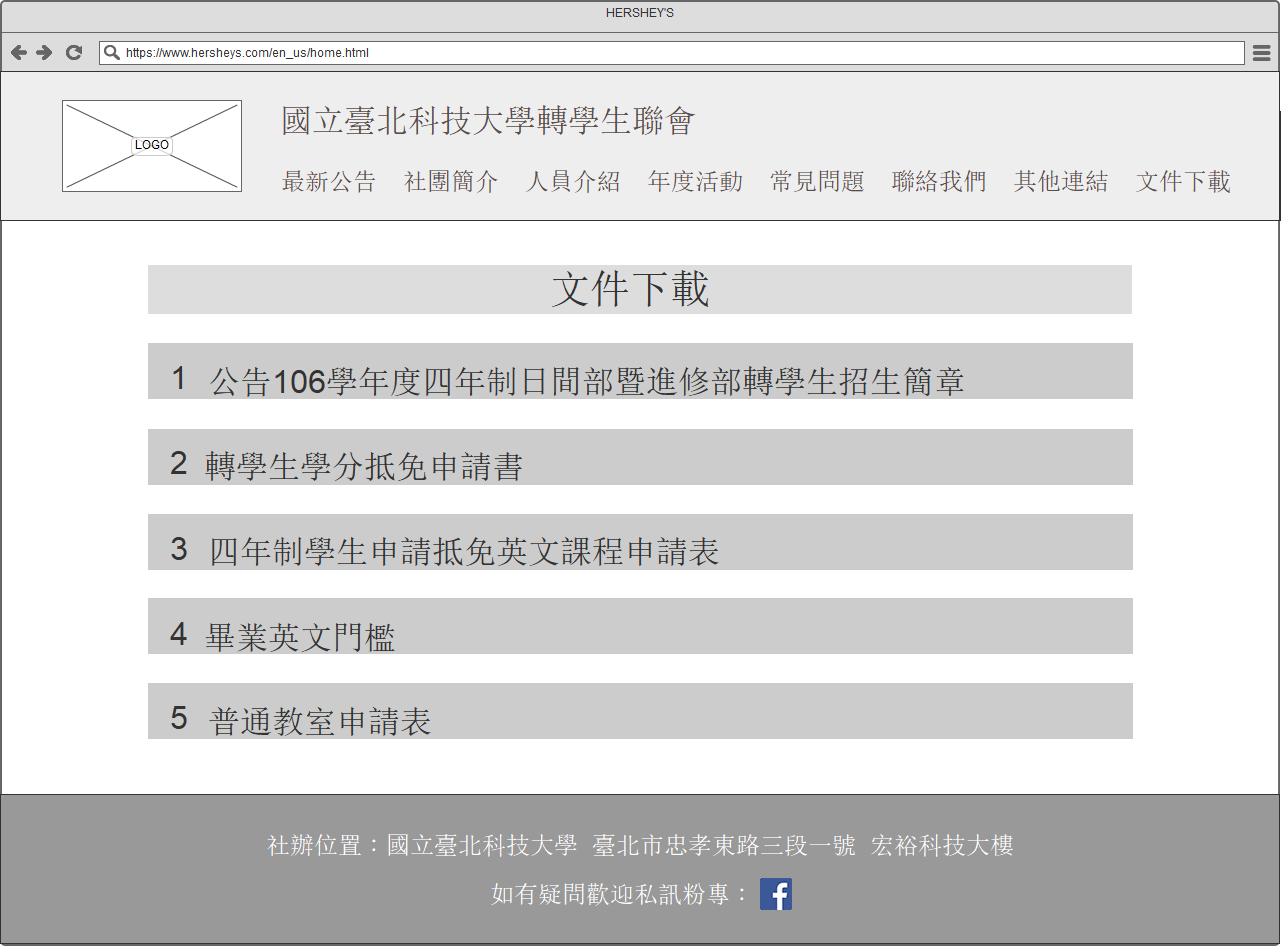 HERSHEY'S
https://www.hersheys.com/en_us/home.html
LOGO
國立臺北科技大學轉學生聯會
最新公告 社團簡介 人員介紹 年度活動 常見問題 聯絡我們 其他連結 文件下載
文件下載
1 公告106學年度四年制日間部暨進修部轉學生招生簡章
2 轉學生學分抵免申請書
3 四年制學生申請抵免英文課程申請表
4 畢業英文門檻
5 普通教室申請表
社辦位置：國立臺北科技大學 臺北市忠孝東路三段一號 宏裕科技大樓
如有疑問歡迎私訊粉專：